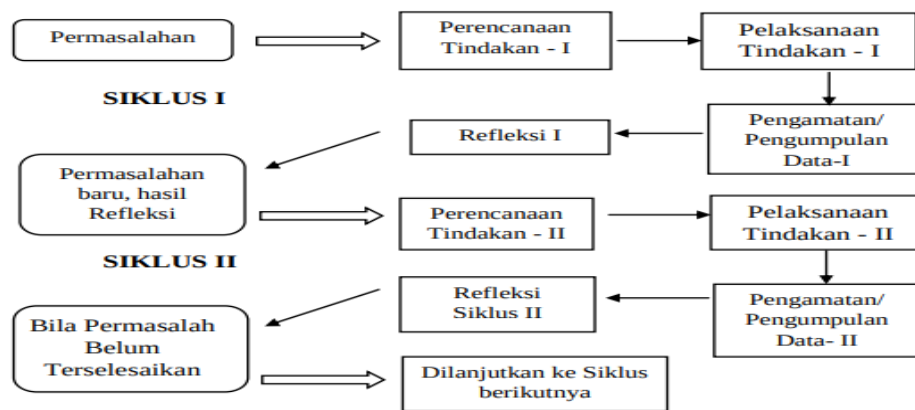 Permasalahan
Perencanaan
Tindakan - I
Pelaksanaan
Tindakan - I
SIKLUS I
Pengamatan/
Pengumpulan
Data-I
Refleksi I
Permasalahan
baru, hasil
Refleksi
Perencanaan
Tindakan - II
Pelaksanaan
Tindakan - II
SIKLUS II
Pengamatan/
Pengumpulan
Data- II
Refleksi
Siklus II
Bila Permasalah
Belum
Terselesaikan
Dilanjutkan ke Siklus
berikutnya